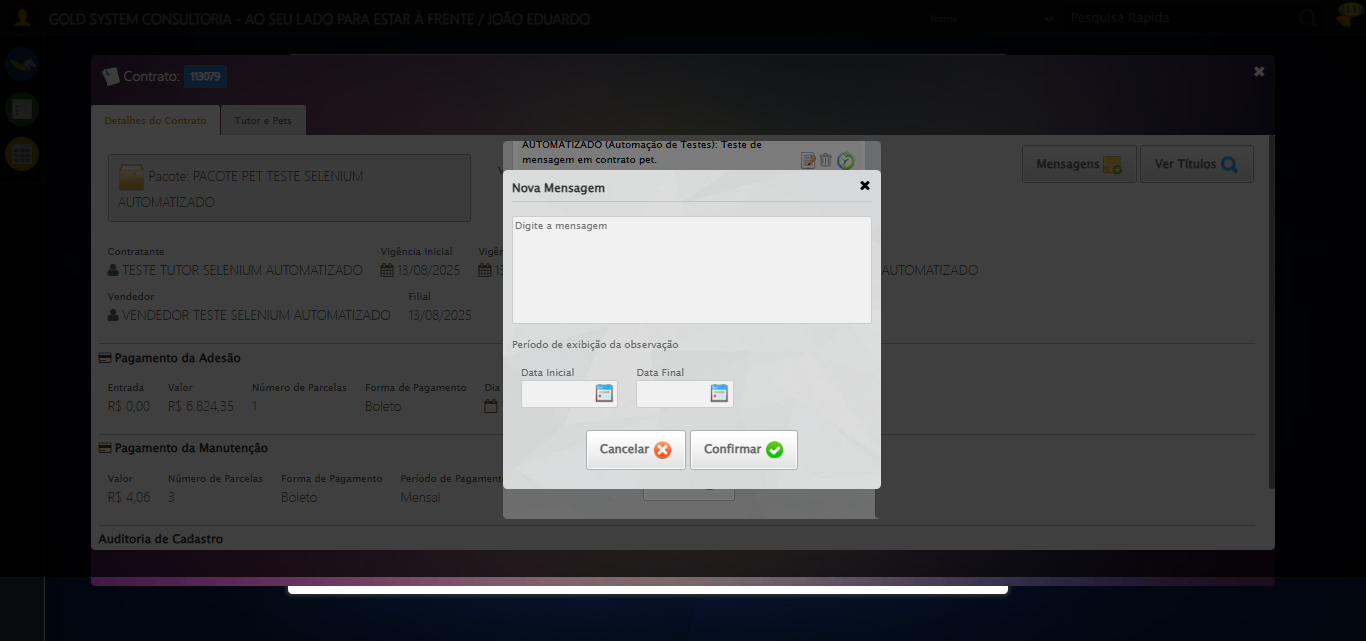 GOLD SYSTEM CONSULTORIA - AO SEU LADO PARA ESTAR À FRENTE / JOÃO EDUARDO
Nome
Pesquisa Rapida
Contrato: 113079
Detalhes do Contrato
Tutor e Pets
Pacote: PACOTE PET TESTE SELENIUM
AUTOMATIZADO
AUTOMATIZADO (Automação de Testes): Teste de
mensagem em contrato pet.
Mensagens
Ver Títulos
Nova Mensagem
Digite a mensagem
Período de exibição da observação
Data Inicial
Data Final
Cancelar
Confirmar
Contratante
Vigência Inicial
TESTE TUTOR SELENIUM AUTOMATIZADO
13/08/2025
AUTOMATIZADO
Vendedor
Filial
VENDEDOR TESTE SELENIUM AUTOMATIZADO
13/08/2025
Pagamento da Adesão
Entrada
Valor
Número de Parcelas
Forma de Pagamento
Dia
R$ 0,00
R$ 6.824,35
1
Boleto
Pagamento da Manutenção
Valor
Número de Parcelas
Forma de Pagamento
Período de Pagamento
R$ 4,06
3
Boleto
Mensal
Auditoria de Cadastro